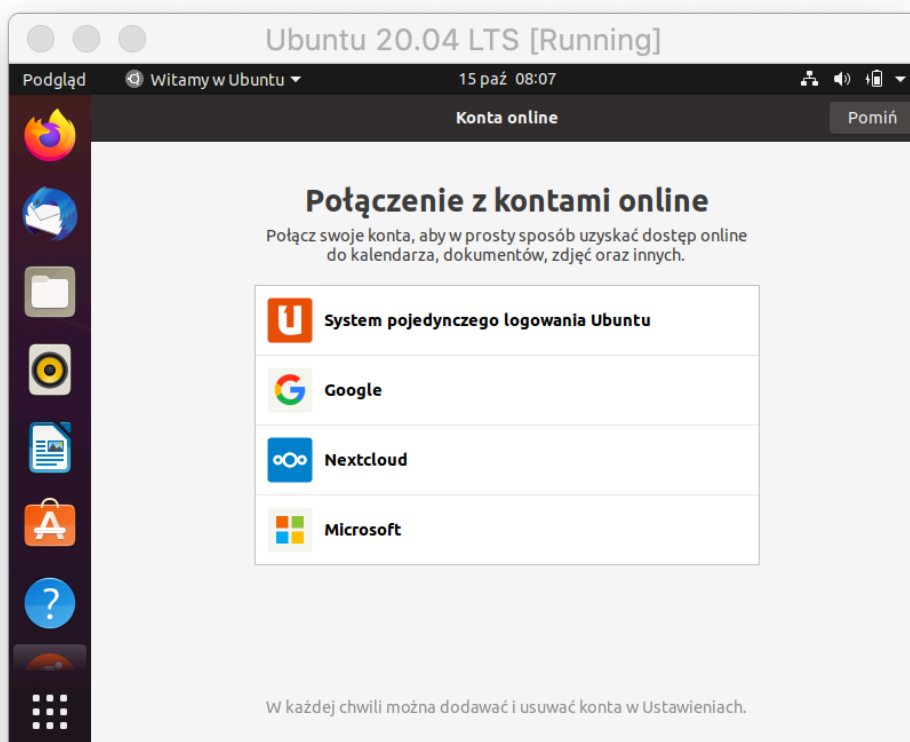 Ubuntu 20.04 LTS [Running]
Podgląd Witamy w Ubuntu 15 paź 08:07
Konta online Pomiń
Połączenie z kontami online
Połącz swoje konta, aby w prosty sposób uzyskać dostęp online
do kalendarza, dokumentów, zdjęć oraz innych.
System pojedynczego logowania Ubuntu
Google
Nextcloud
Microsoft
W każdej chwili można dodawać i usuwać konta w Ustawieniach.